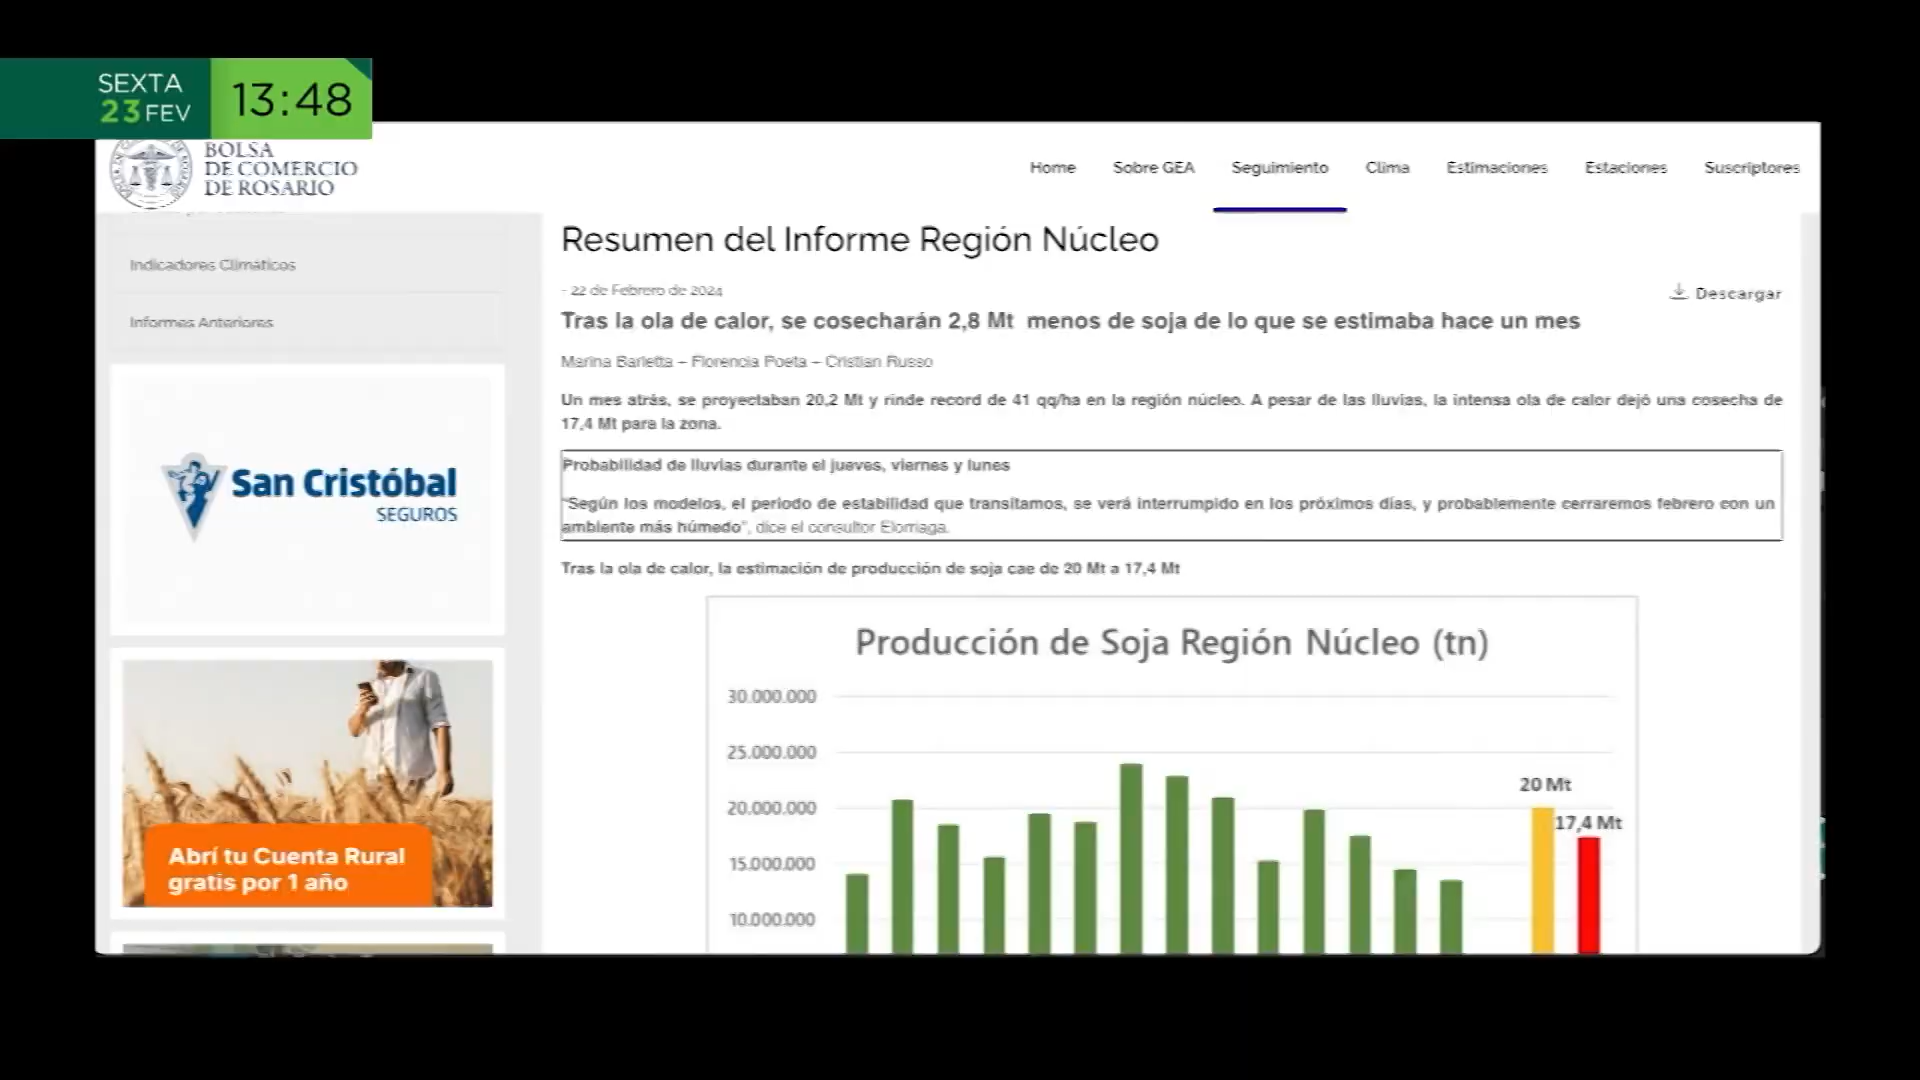 SEXTA
23 FEV
13:48
BOLSA
DE COMERCIO
DE ROSARIO
Home
Sobre GEA
Seguimiento
Clima
Estimaciones
Estaciones
Suscriptores
Indicadores Climáticos
Informes Anteriores
San Cristóbal
SEGUROS
Abrí tu Cuenta Rural
gratis por 1 año
Resumen del Informe Región Núcleo
- 22 de Febrero de 2024
Descargar
Tras la ola de calor, se cosecharán 2,8 Mt menos de soja de lo que se estimaba hace un mes
Marina Barletta – Florencia Poeta – Cristian Russo
Un mes atrás, se proyectaban 20,2 Mt y rinde record de 41 qq/ha en la región núcleo. A pesar de las lluvias, la intensa ola de calor dejó una cosecha de
17,4 Mt para la zona.
Probabilidad de lluvias durante el jueves, viernes y lunes
“Según los modelos, el periodo de estabilidad que transitamos, se verá interrumpido en los próximos días, y probablemente cerraremos febrero con un
ambiente más húmedo”, dice el consultor Elorriaga.
Tras la ola de calor, la estimación de producción de soja cae de 20 Mt a 17,4 Mt
Producción de Soja Región Núcleo (tn)
30.000.000
25.000.000
20.000.000
15.000.000
10.000.000
20 Mt
17,4 Mt